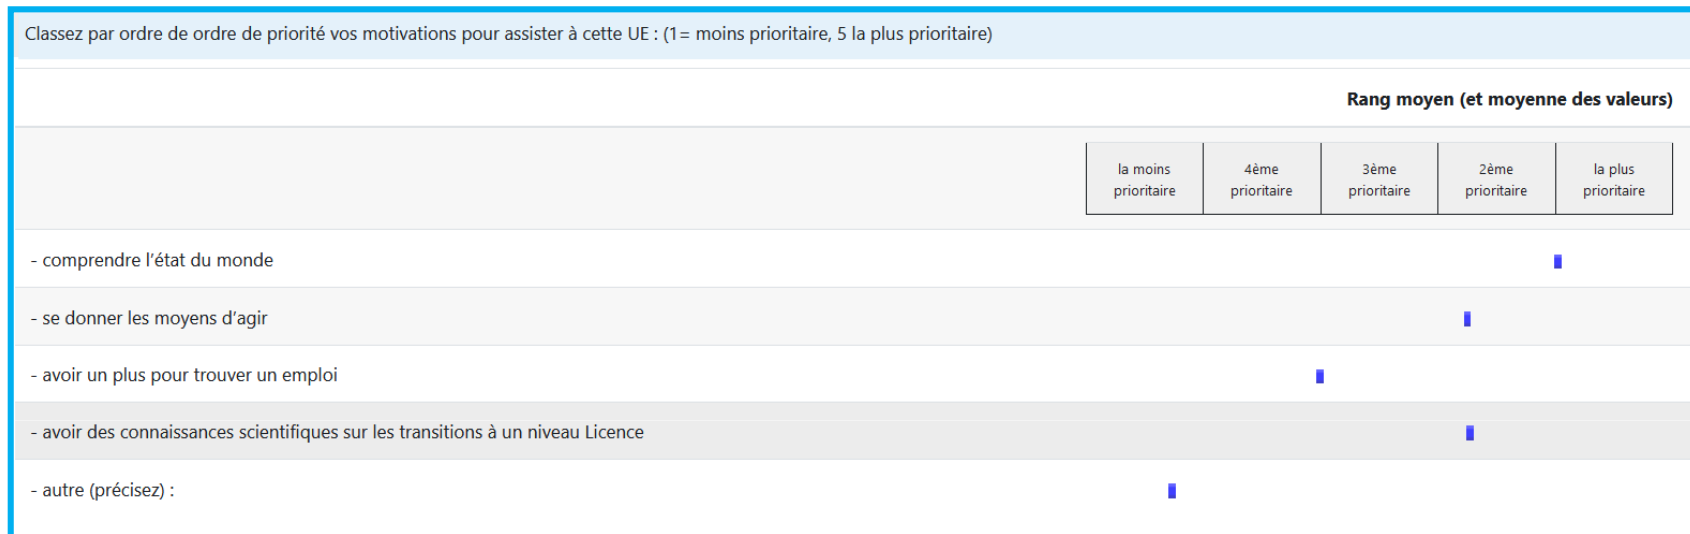 Classez par ordre de ordre de priorité vos motivations pour assister à cette UE : (1= moins prioritaire, 5 la plus prioritaire)
Rang moyen (et moyenne des valeurs)
la moins prioritaire
4ème prioritaire
3ème prioritaire
2ème prioritaire
la plus prioritaire
- comprendre l’état du monde
- se donner les moyens d’agir
- avoir un plus pour trouver un emploi
- avoir des connaissances scientifiques sur les transitions à un niveau Licence
- autre (précisez) :